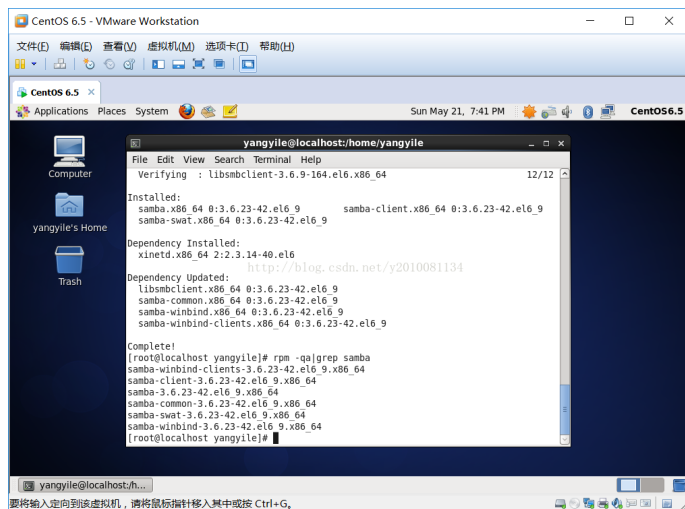 CentOS 6.5 - VMware Workstation
文件(F) 编辑(E) 查看(V) 虚拟机(M) 选项卡(T) 帮助(H)
CentOS 6.5 ×
Applications Places System Sun May 21, 7:41 PM CentOS6.5
yangyile@localhost:/home/yangyile
File Edit View Search Terminal Help
Computer
yangyile's Home
Trash
Verifying : libsmbclient-3.6.9-164.el6.x86_64 12/12
Installed:
samba.x86_64 0:3.6.23-42.el6_9 samba-client.x86_64 0:3.6.23-42.el6_9
samba-swat.x86_64 0:3.6.23-42.el6_9
Dependency Installed:
xinetd.x86_64 2:2.3.14-40.el6
http://blog.csdn.net/y2010081134
Dependency Updated:
libsmbclient.x86_64 0:3.6.23-42.el6_9
samba-common.x86_64 0:3.6.23-42.el6_9
samba-winbind.x86_64 0:3.6.23-42.el6_9
samba-winbind-clients.x86_64 0:3.6.23-42.el6_9
Complete!
[root@localhost yangyile]# rpm -qa|grep samba
samba-winbind-clients-3.6.23-42.el6_9.x86_64
samba-client-3.6.23-42.el6_9.x86_64
samba-3.6.23-42.el6_9.x86_64
samba-common-3.6.23-42.el6_9.x86_64
samba-swat-3.6.23-42.el6_9.x86_64
samba-winbind-3.6.23-42.el6_9.x86_64
[root@localhost yangyile]#
yangyile@localhost:/h...
要将输入定向到该虚拟机，请将鼠标指针移入其中或按 Ctrl+G。